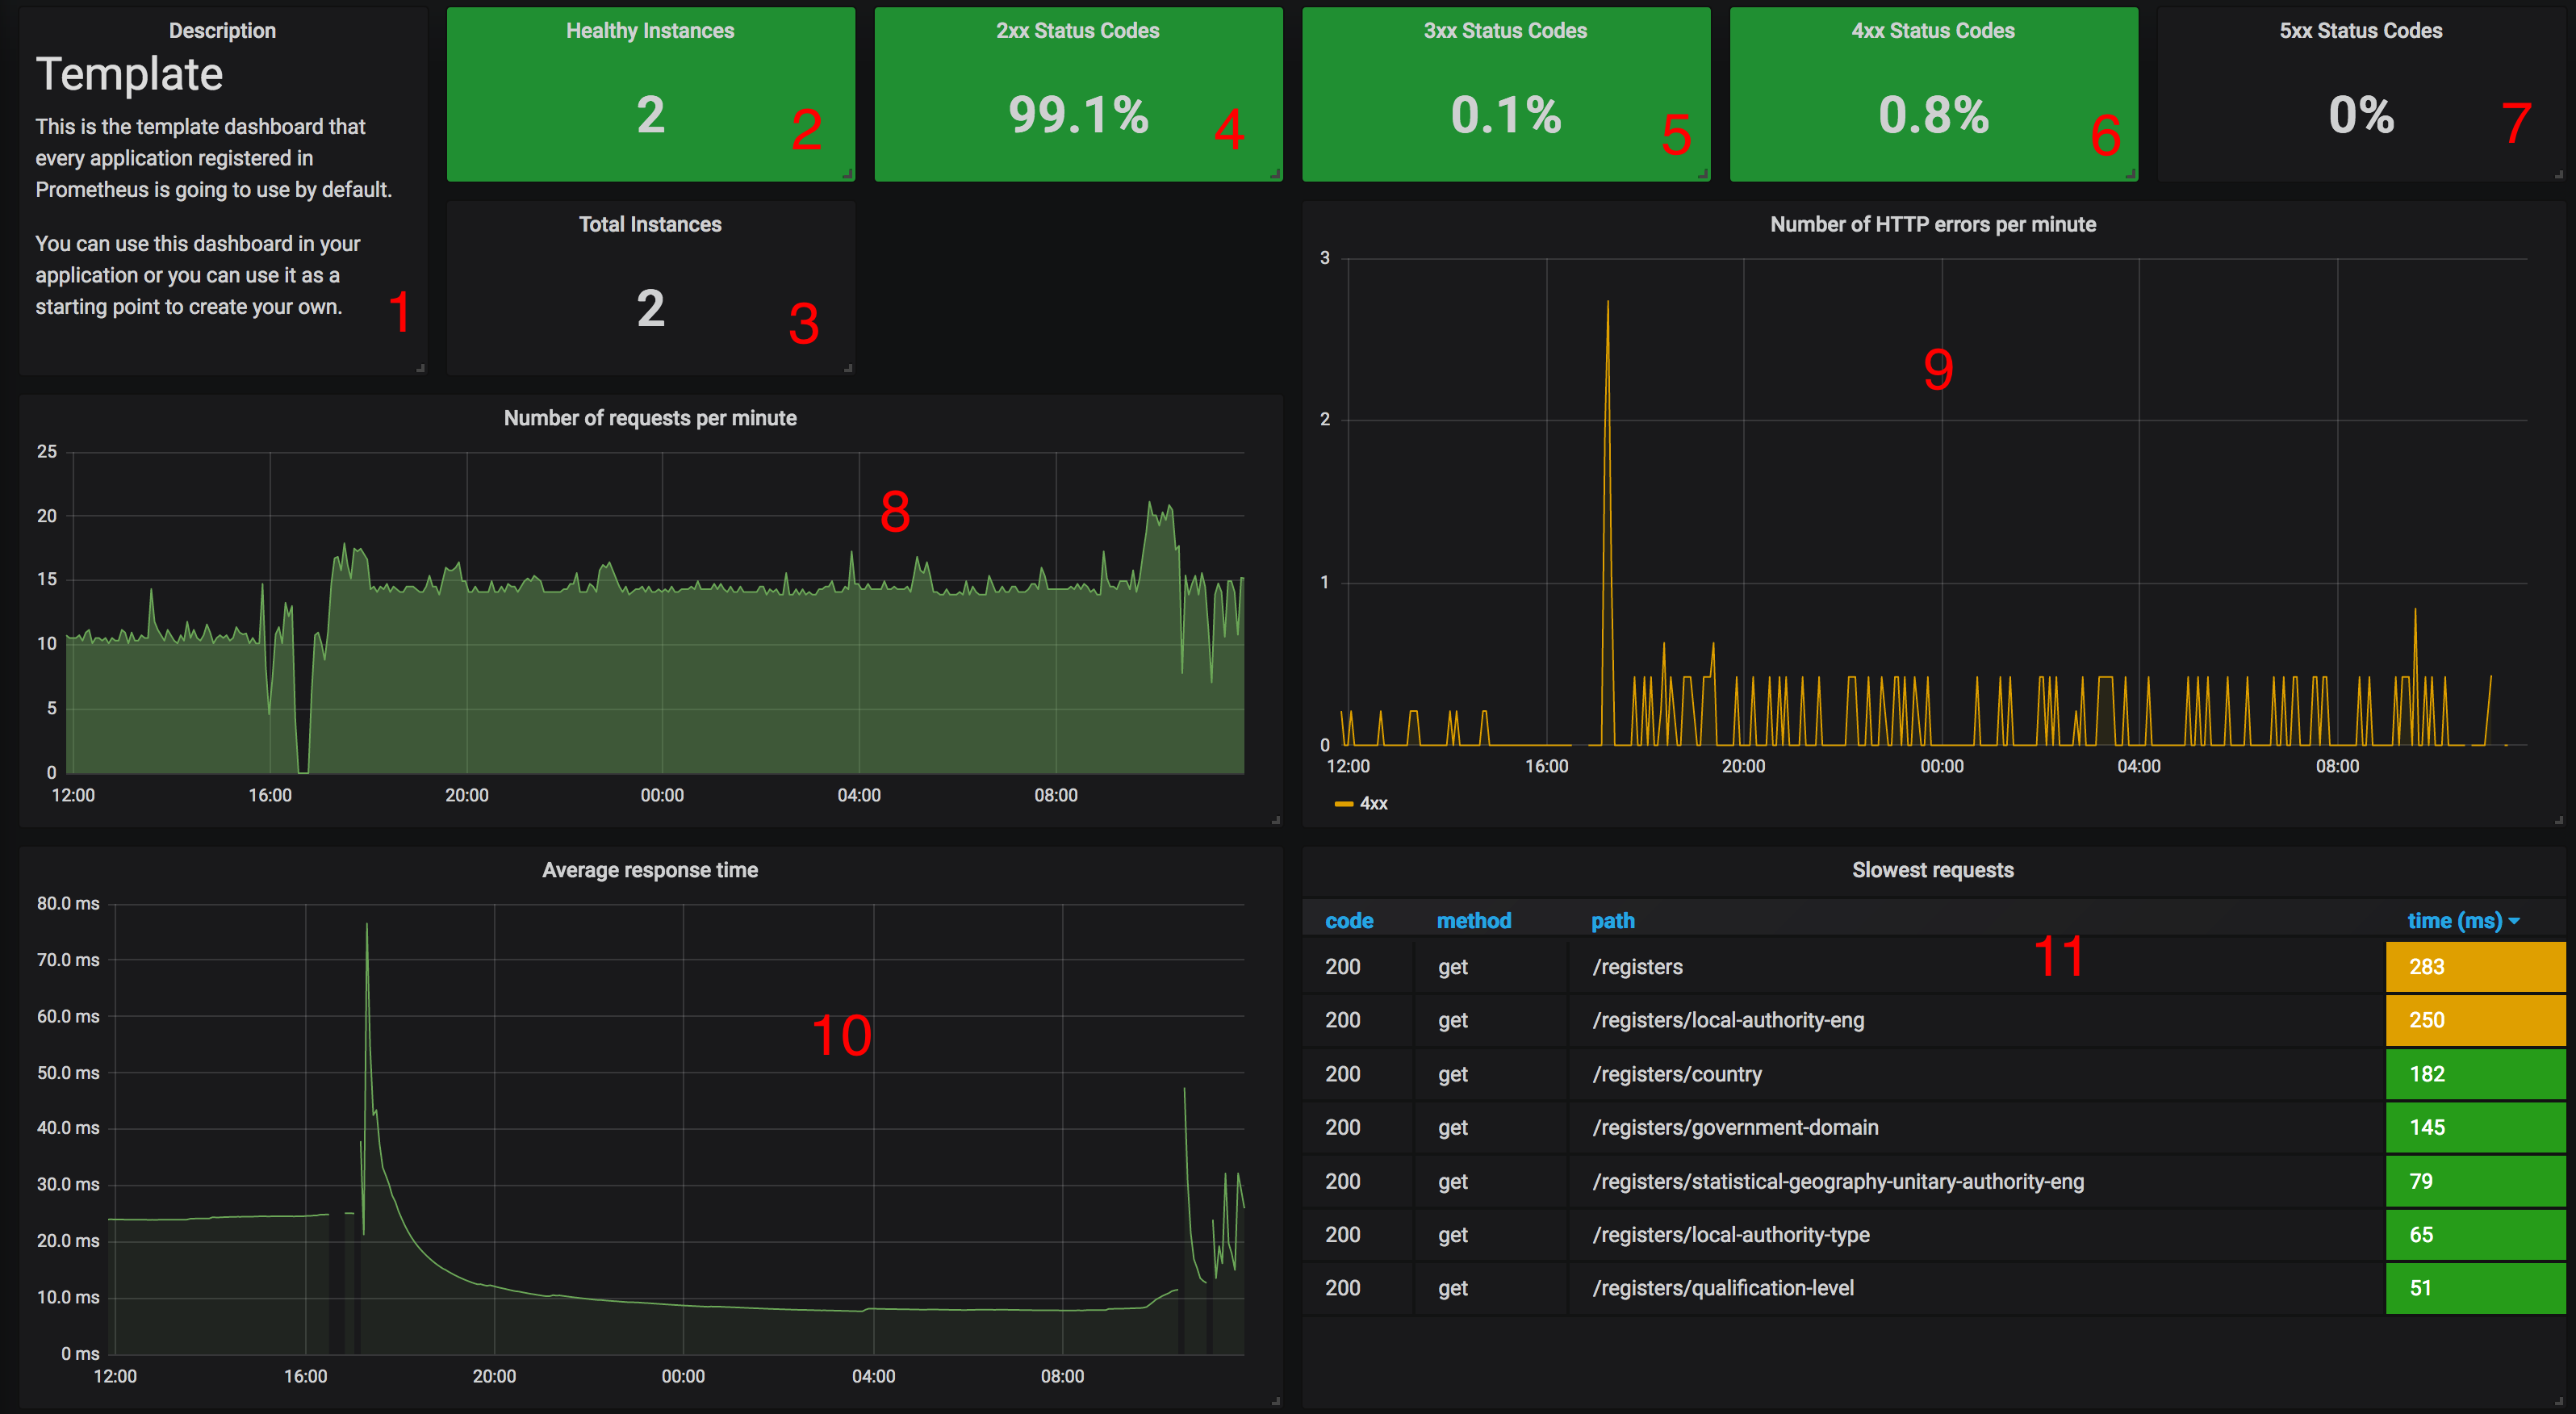 Description
Template
This is the template dashboard that
every application registered in
Prometheus is going to use by default.
You can use this dashboard in your
application or you can use it as a
starting point to create your own.
1
Healthy Instances
2
2
2xx Status Codes
99.1%
4
3xx Status Codes
0.1%
5
4xx Status Codes
0.8%
6
5xx Status Codes
0%
7
Total Instances
2
3
Number of requests per minute
25
20
15
10
5
0
12:00 16:00 20:00 00:00 04:00 08:00
8
Number of HTTP errors per minute
3
2
1
0
12:00 16:00 20:00 00:00 04:00 08:00
4xx
9
Average response time
80.0 ms
70.0 ms
60.0 ms
50.0 ms
40.0 ms
30.0 ms
20.0 ms
10.0 ms
0 ms
12:00 16:00 20:00 00:00 04:00 08:00
10
Slowest requests
code method path time (ms)
11
200 get /registers 283
200 get /registers/local-authority-eng 250
200 get /registers/country 182
200 get /registers/government-domain 145
200 get /registers/statistical-geography-unitary-authority-eng 79
200 get /registers/local-authority-type 65
200 get /registers/qualification-level 51